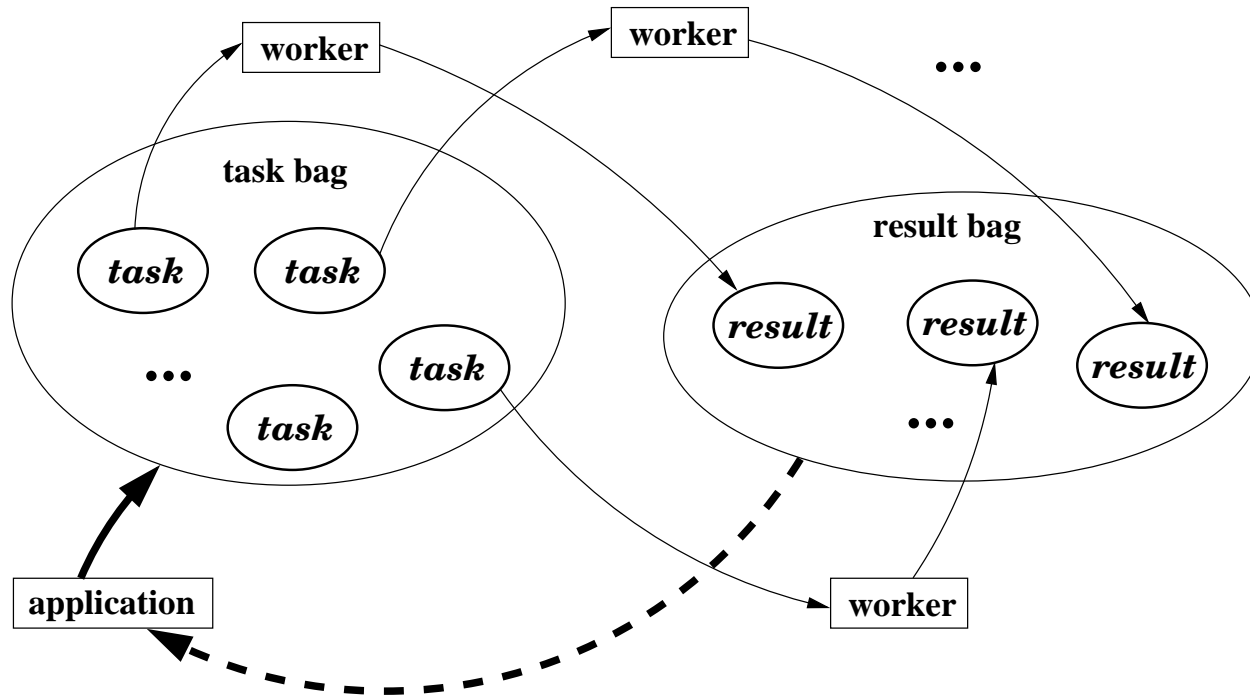 worker
worker
...
task bag
result bag
task
task
result
result
result
...
task
task
...
application
worker